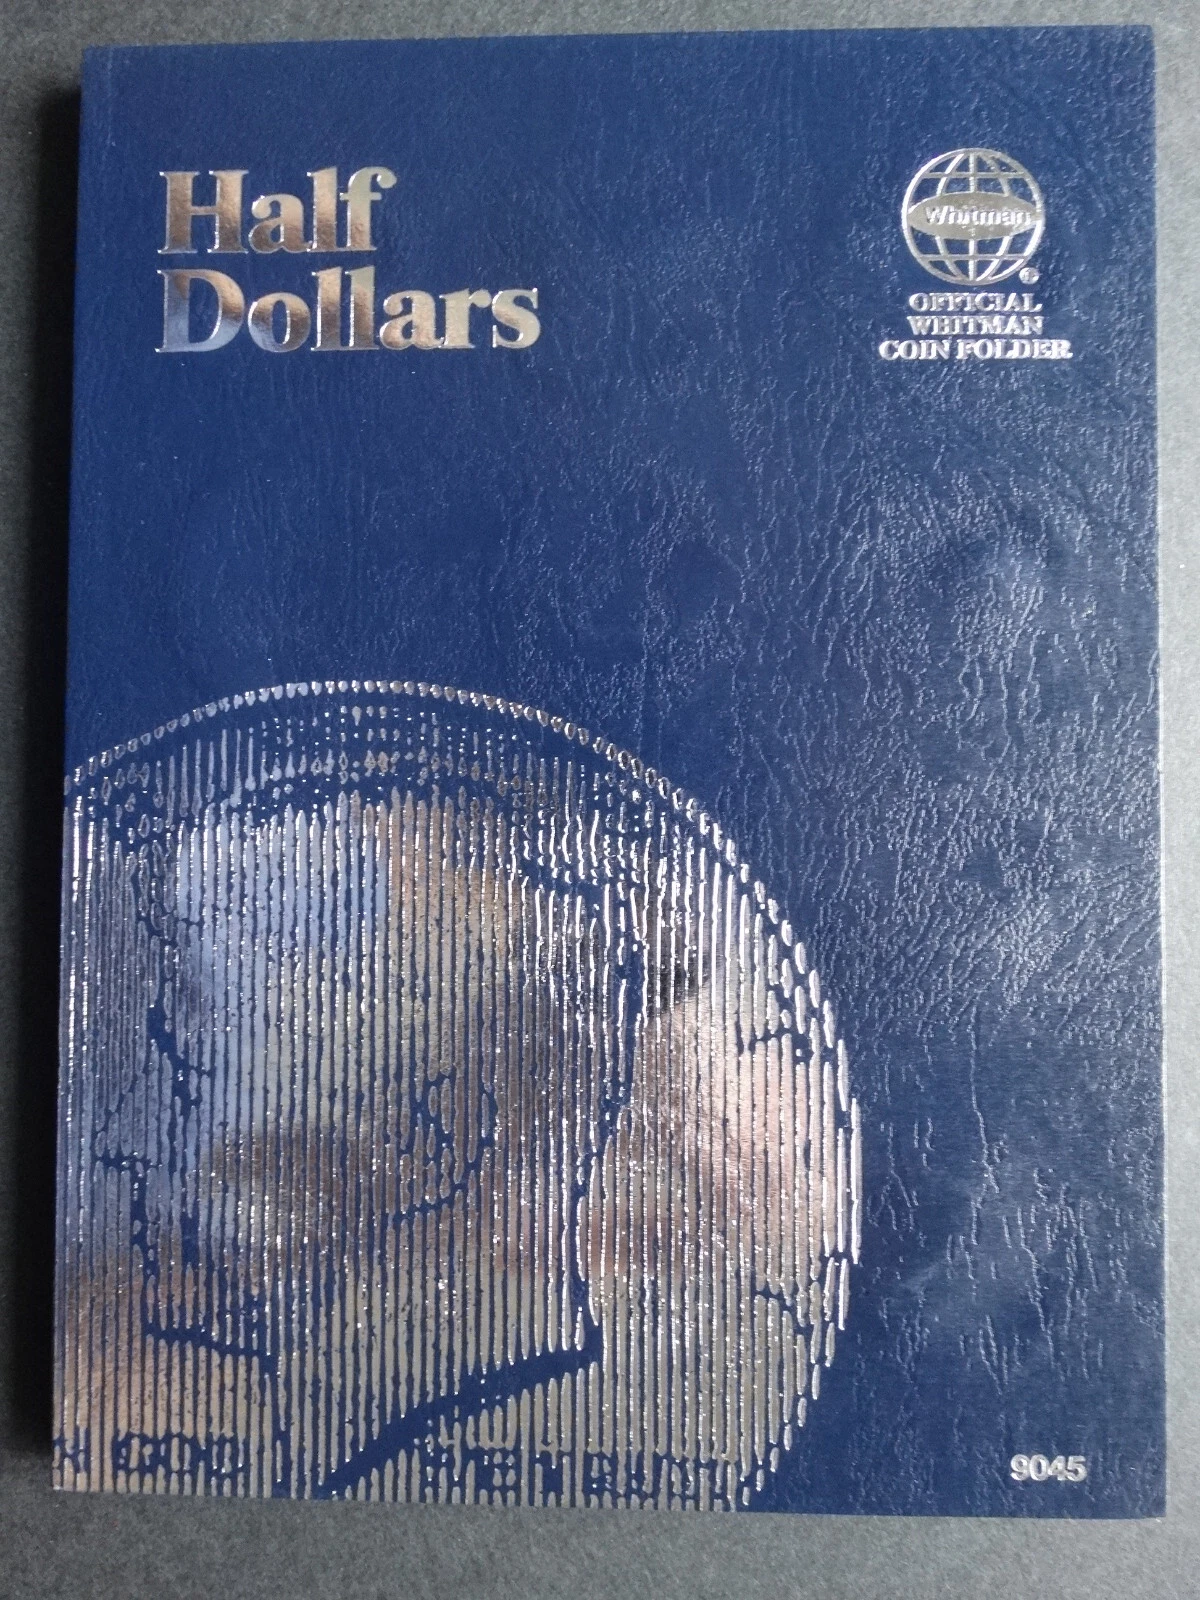 Half
Dollars
Whitman
®
OFFICIAL
WHITMAN
COIN FOLDER
9045